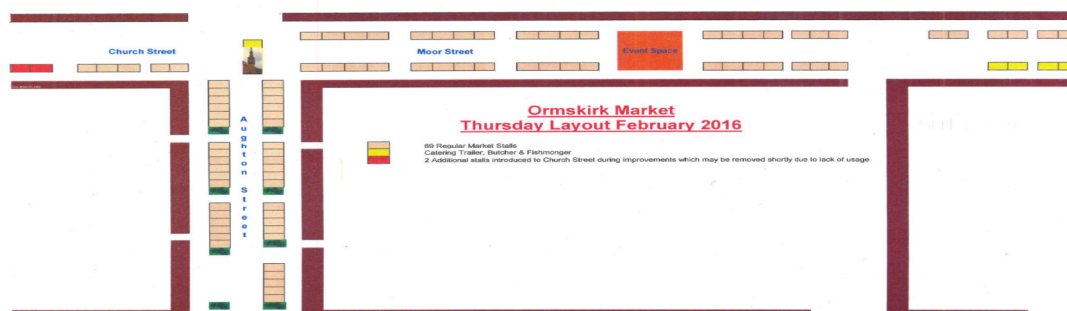 Church Street
Moor Street
Event Space
Aughton Street
Ormskirk Market
Thursday Layout February 2016
89 Regular Market Stalls
Catering Trailer, Butcher & Fishmonger
2 Additional stalls introduced to Church Street during improvements which may be removed shortly due to lack of usage